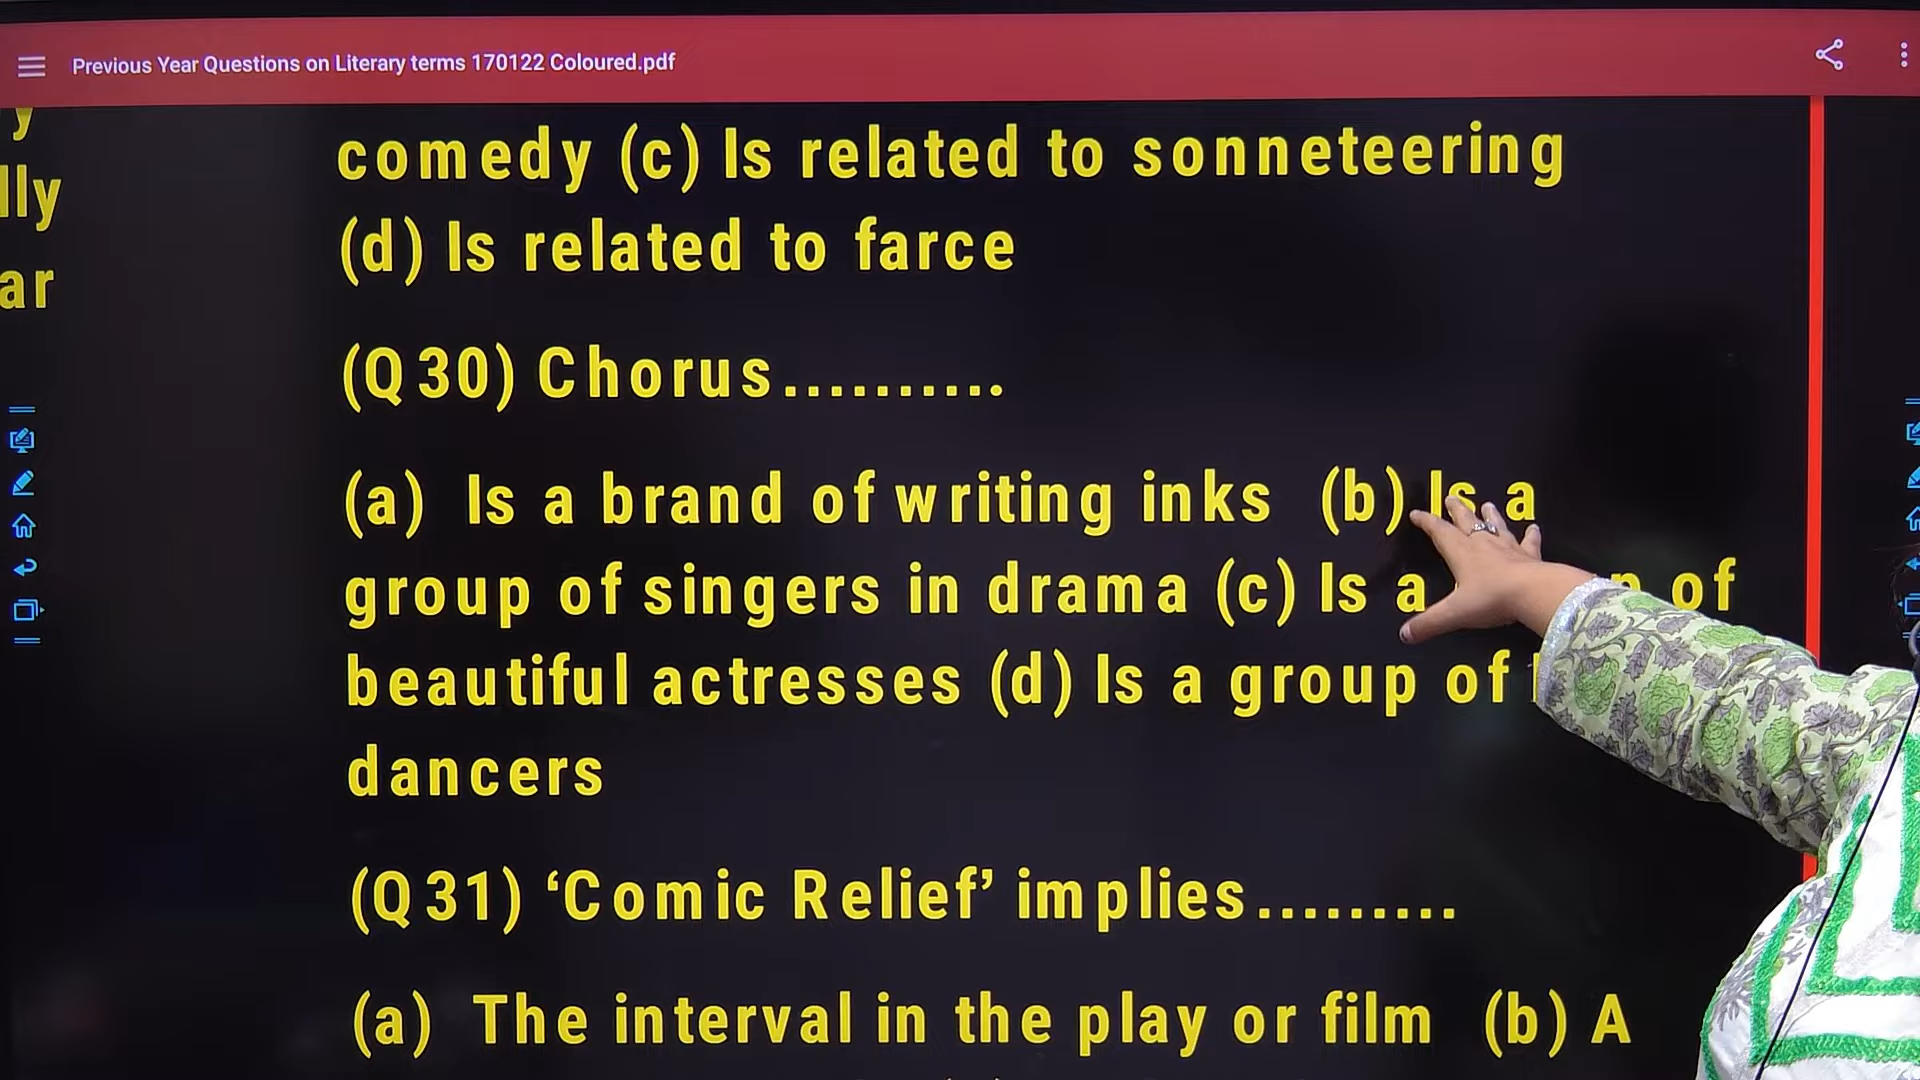 Previous Year Questions on Literary terms 170122 Coloured.pdf
y
lly
ar
comedy (c) Is related to sonneteering
(d) Is related to farce
(Q30) Chorus..........
(a) Is a brand of writing inks (b) Is a
group of singers in drama (c) Is a of
beautiful actresses (d) Is a group of
dancers
(Q31) ‘Comic Relief’ implies.........
(a) The interval in the play or film (b) A